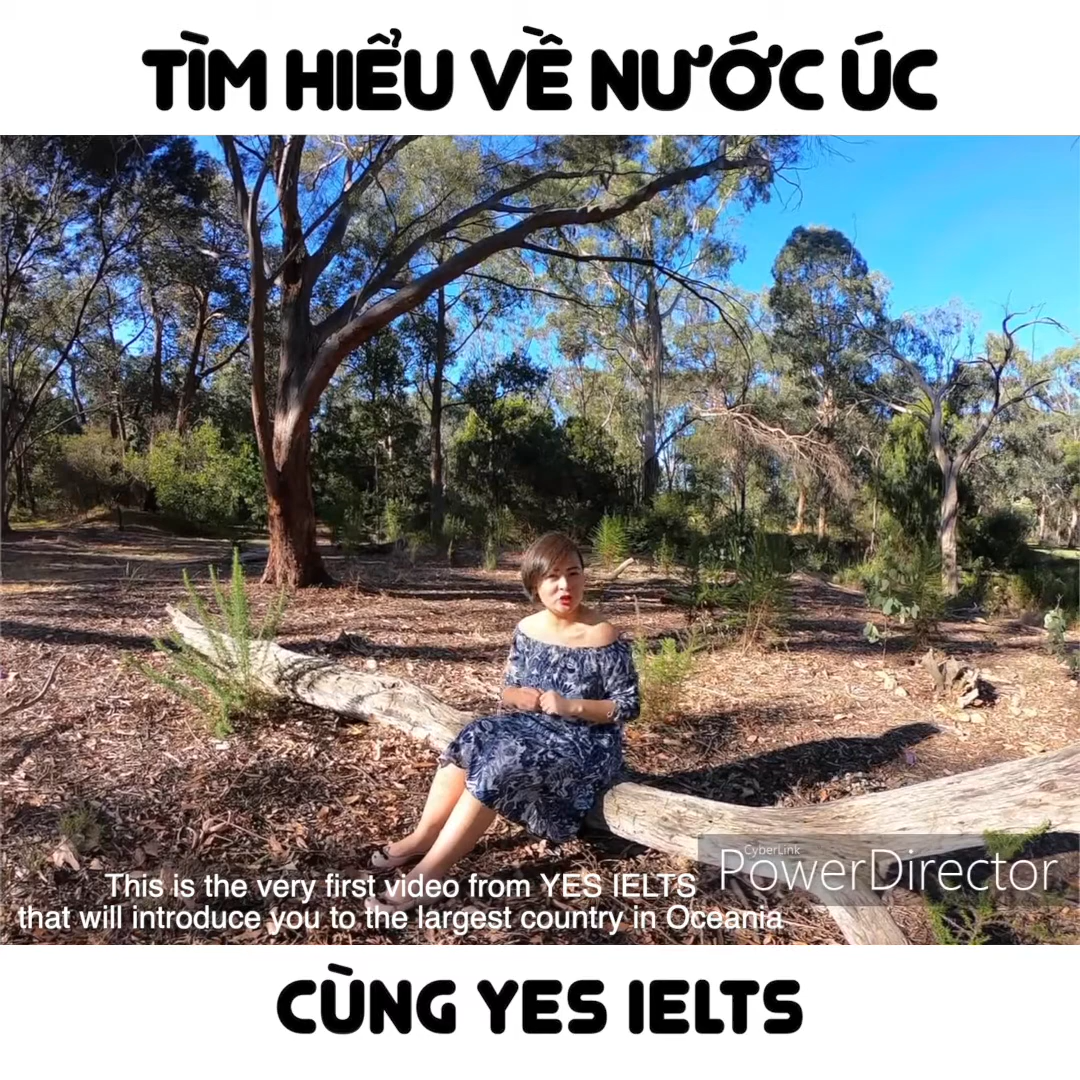 TÌM HIỂU VỀ NƯỚC ÚC
CyberLink
PowerDirector
This is the very first video from YES IELTS
that will introduce you to the largest country in Oceania
CÙNG YES IELTS